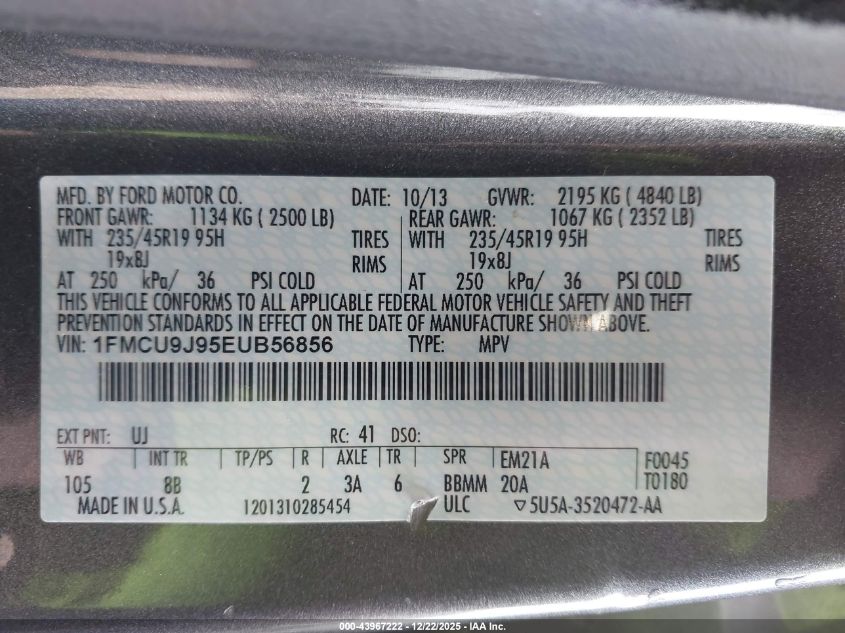 MFD. BY FORD MOTOR CO. DATE: 10/13 GVWR: 2195 KG ( 4840 LB)
FRONT GAWR: 1134 KG ( 2500 LB) REAR GAWR: 1067 KG ( 2352 LB)
WITH 235/45R19 95H TIRES WITH 235/45R19 95H TIRES
19x8J RIMS 19x8J RIMS
AT 250 kPa/ 36 PSI COLD AT 250 kPa/ 36 PSI COLD
THIS VEHICLE CONFORMS TO ALL APPLICABLE FEDERAL MOTOR VEHICLE SAFETY AND THEFT
PREVENTION STANDARDS IN EFFECT ON THE DATE OF MANUFACTURE SHOWN ABOVE.
VIN: 1FMCU9J95EUB56856 TYPE: MPV
EXT PNT: UJ RC: 41 DSO:
WB INT TR TP/PS R AXLE TR SPR EM21A F0045
105 8B 2 3A 6 BBMM 20A T0180
MADE IN U.S.A. 1201310285454 ULC ▽5U5A-3520472-AA
000-43967222 — 12/22/2025 — IAA Inc.